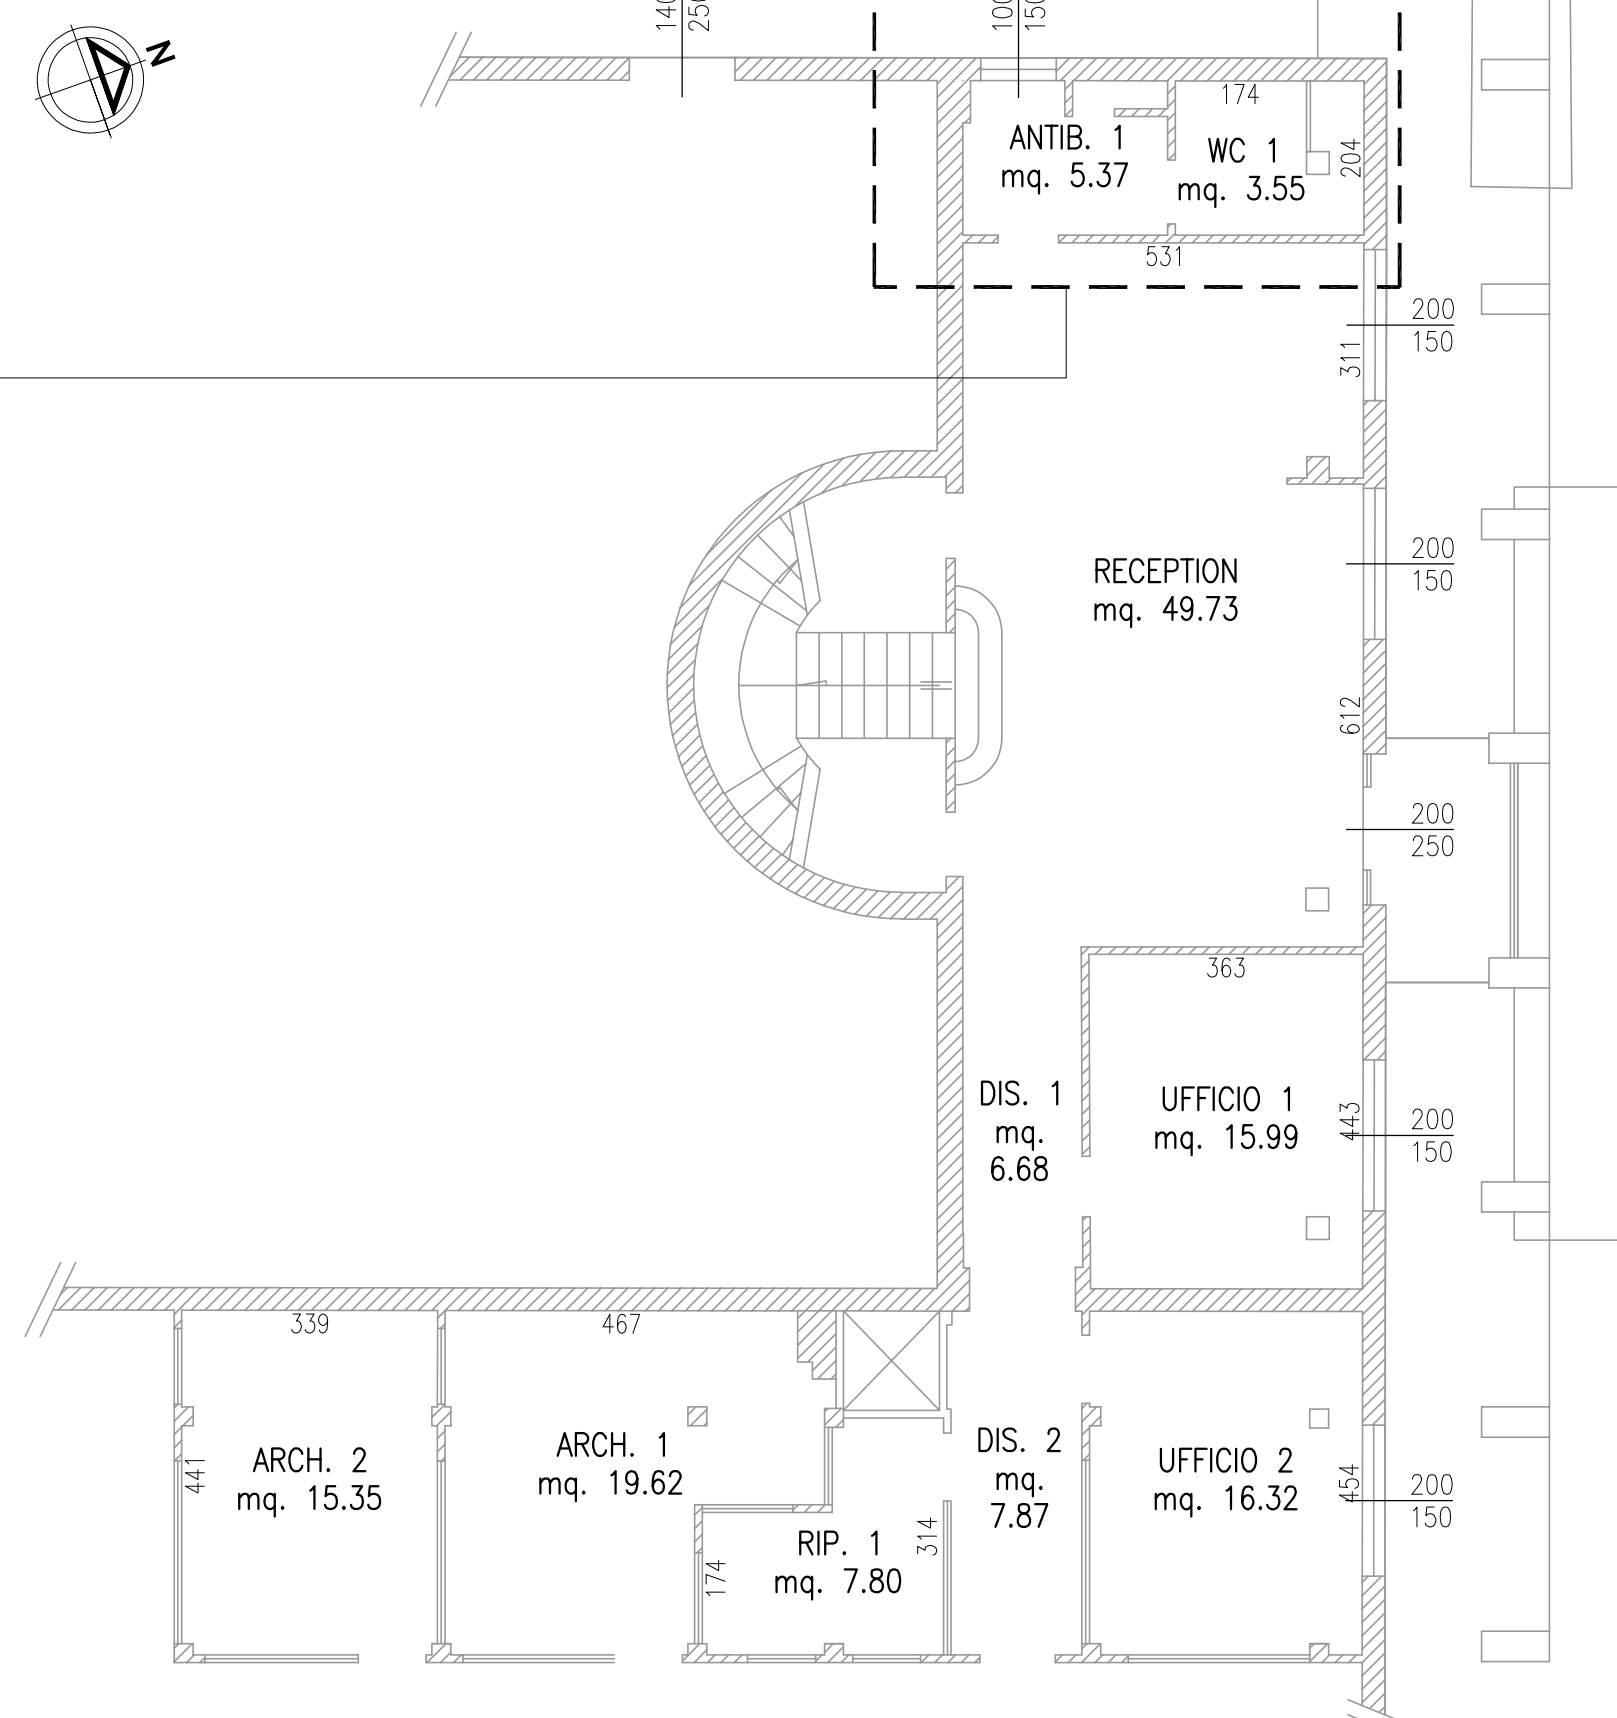 N
174
ANTIB. 1
mq. 5.37
WC 1
mq. 3.55
204
531
200
150
311
200
150
RECEPTION
mq. 49.73
612
200
250
363
DIS. 1
mq.
6.68
UFFICIO 1
mq. 15.99
443
200
150
339
467
ARCH. 2
mq. 15.35
441
ARCH. 1
mq. 19.62
DIS. 2
mq.
7.87
UFFICIO 2
mq. 16.32
454
200
150
RIP. 1
mq. 7.80
174
314